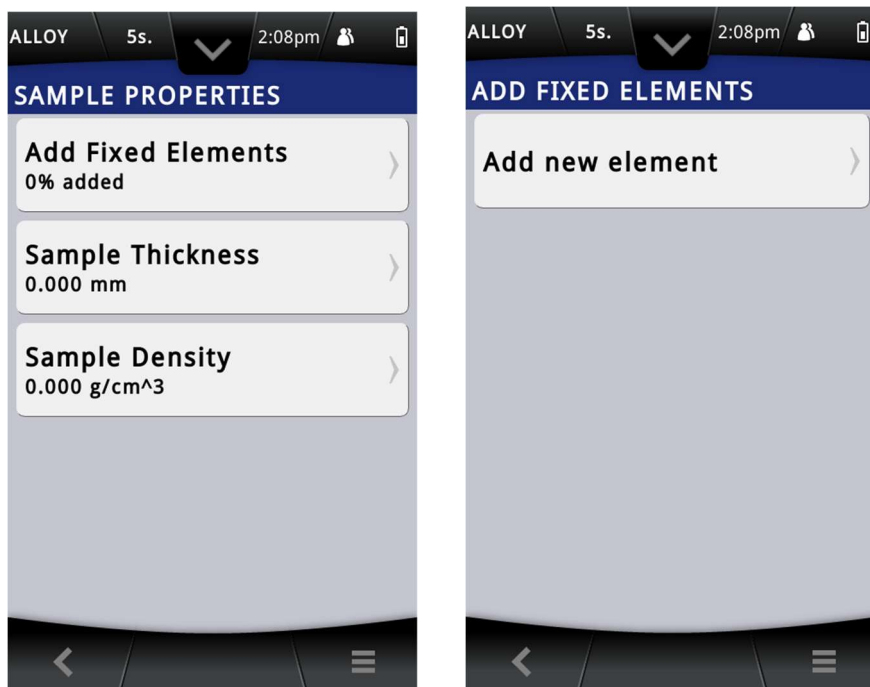 ALLOY 5s. 2:08pm
SAMPLE PROPERTIES
Add Fixed Elements
0% added
Sample Thickness
0.000 mm
Sample Density
0.000 g/cm^3
ALLOY 5s. 2:08pm
ADD FIXED ELEMENTS
Add new element